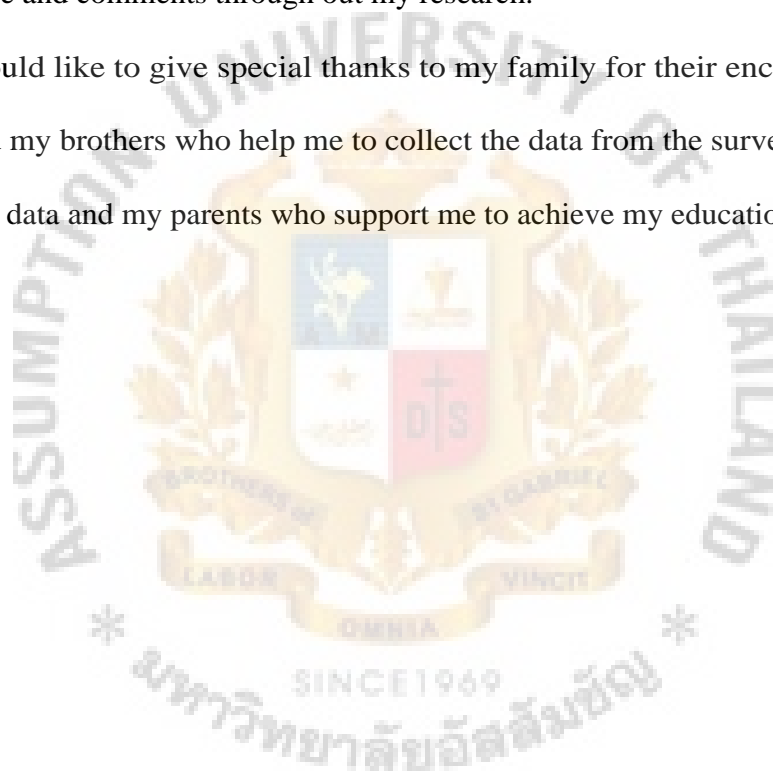 e and comments through out my research.
ould like to give special thanks to my family for their enc
my brothers who help me to collect the data from the surve
data and my parents who support me to achieve my educatio
ASSUMPTION UNIVERSITY OF THAILAND
A M
D S
BROTHERS of ST GABRIEL
LABOR OMNIA VINCIT
SINCE 1969
* มหาวิทยาลัยอัสสัมชัญ *